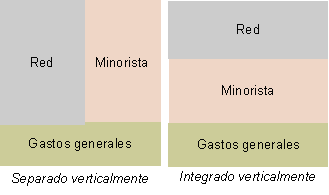 Red
Minorista
Gastos generales
Separado verticalmente
Red
Minorista
Gastos generales
Integrado verticalmente